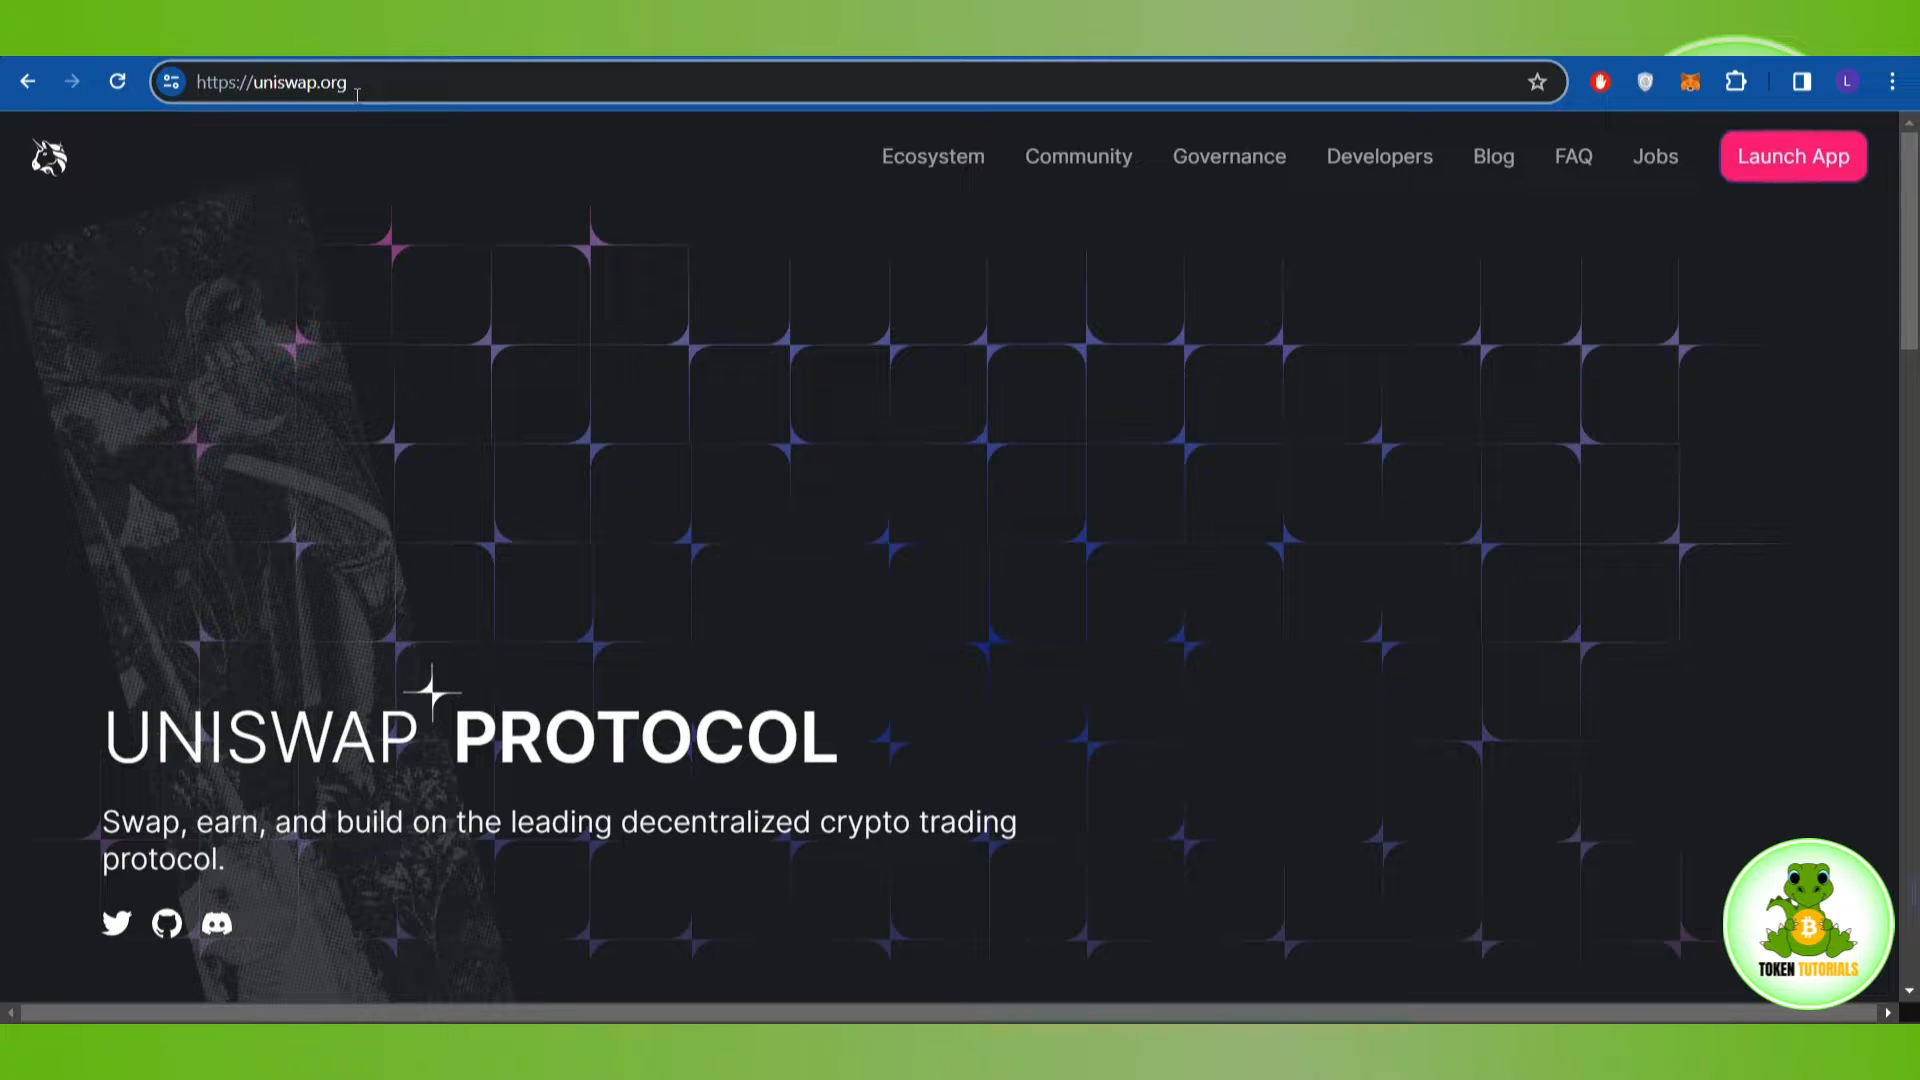 https://uniswap.org
L
Ecosystem Community Governance Developers Blog FAQ Jobs Launch App
UNISWAP PROTOCOL
Swap, earn, and build on the leading decentralized crypto trading
protocol.
TOKEN TUTORIALS